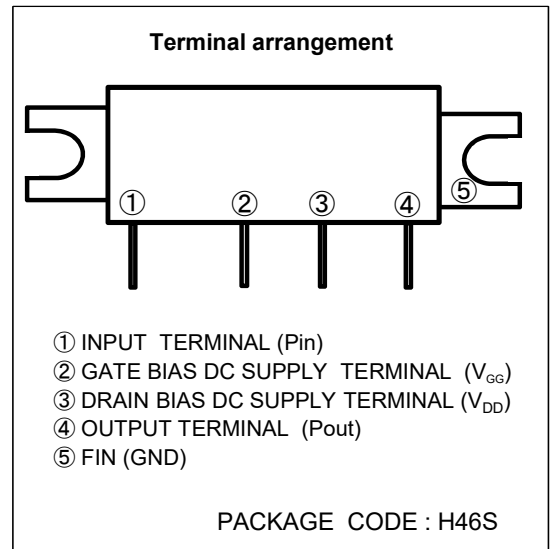 Terminal arrangement
① ② ③ ④ ⑤
① INPUT TERMINAL (Pin)
② GATE BIAS DC SUPPLY TERMINAL (VGG)
③ DRAIN BIAS DC SUPPLY TERMINAL (VDD)
④ OUTPUT TERMINAL (Pout)
⑤ FIN (GND)
PACKAGE CODE : H46S